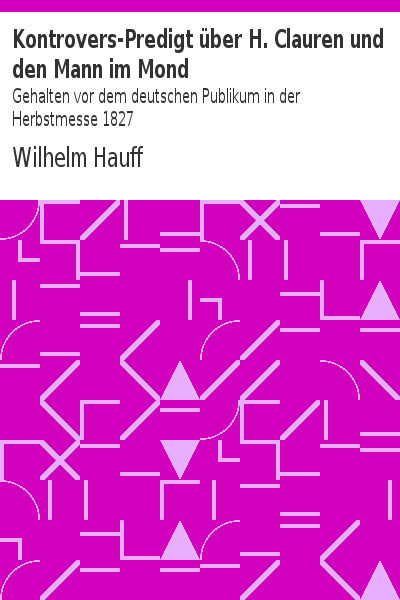 Kontrovers-Predigt über H. Clauren und
den Mann im Mond
Gehalten vor dem deutschen Publikum in der
Herbstmesse 1827
Wilhelm Hauff